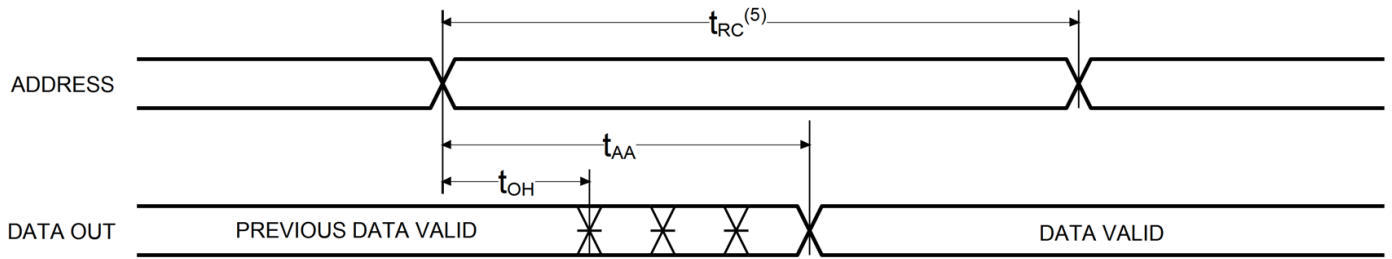 tRC(5)
ADDRESS
tAA
tOH
DATA OUT
PREVIOUS DATA VALID
DATA VALID